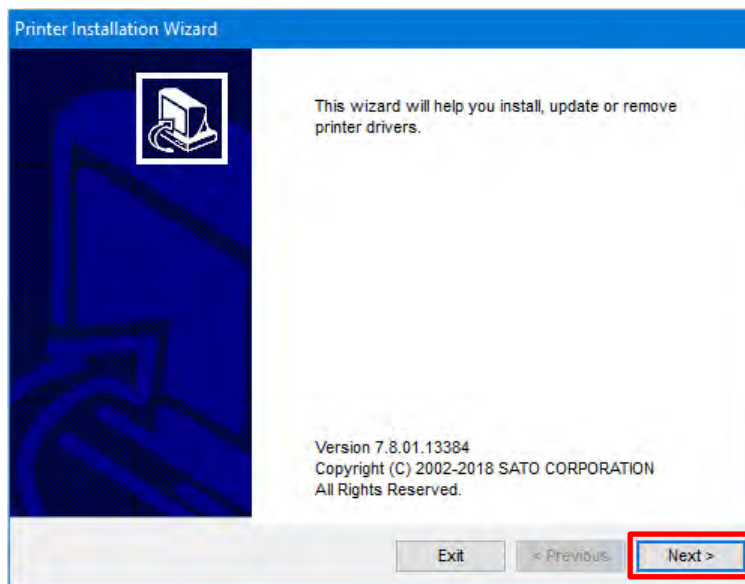 Printer Installation Wizard
This wizard will help you install, update or remove
printer drivers.
Version 7.8.01.13384
Copyright (C) 2002-2018 SATO CORPORATION
All Rights Reserved.
Exit
< Previous
Next >